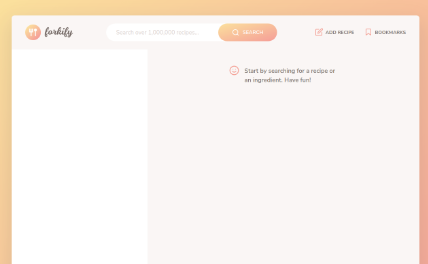 forkify
Search over 1,000,000 recipes...
SEARCH
ADD RECIPE
BOOKMARKS
Start by searching for a recipe or
an ingredient. Have fun!